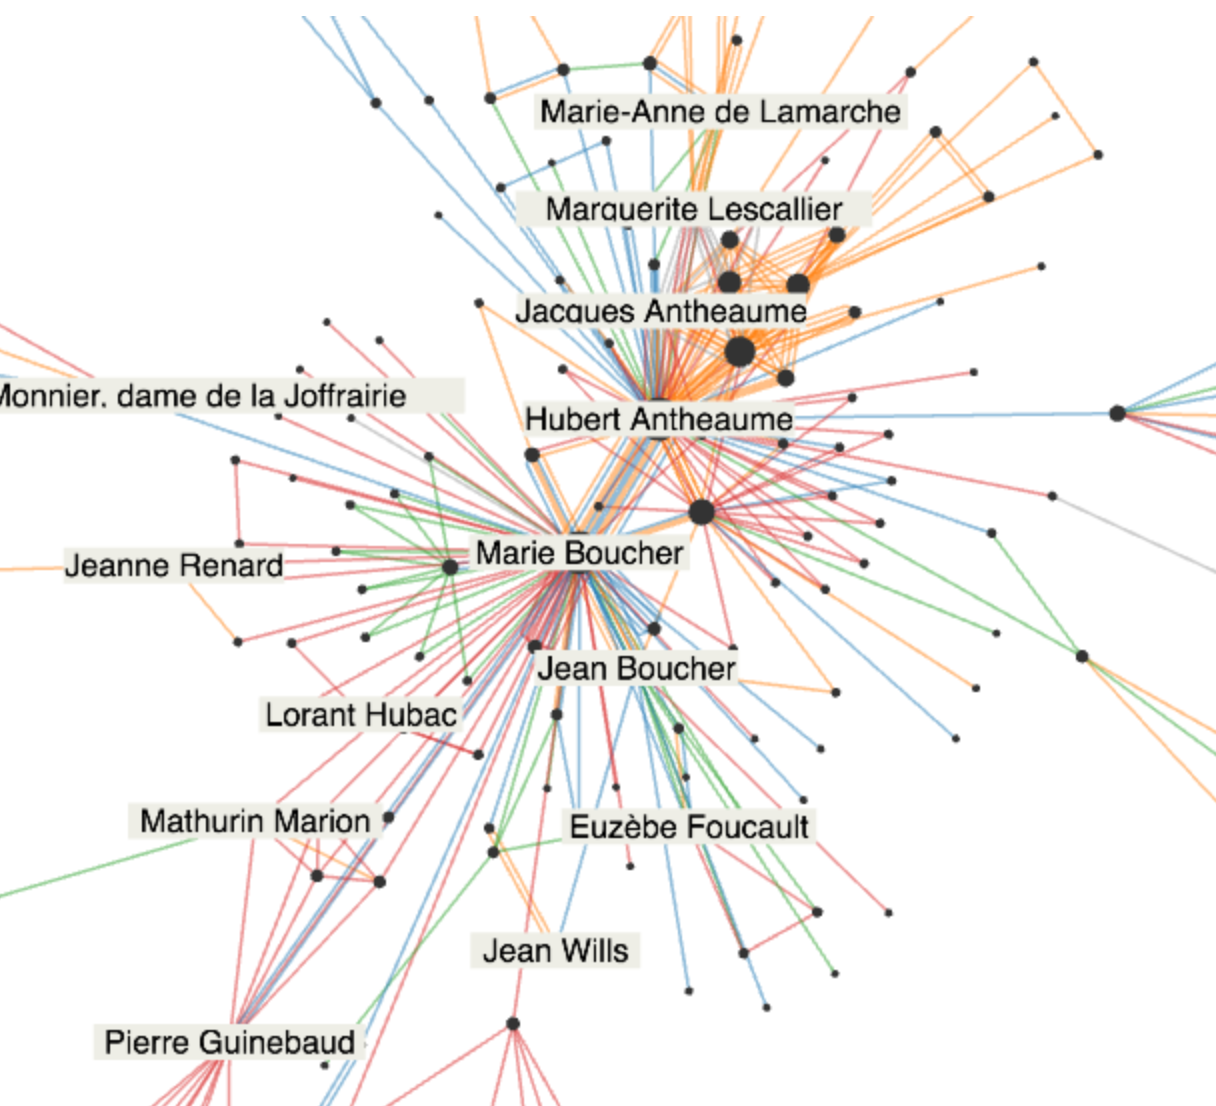 Marie-Anne de Lamarche
Marguerite Lescallier
Jacques Antheaume
Monnier. dame de la Joffrairie
Hubert Antheaume
Marie Boucher
Jeanne Renard
Jean Boucher
Lorant Hubac
Mathurin Marion
Euzèbe Foucault
Jean Wills
Pierre Guinebaud